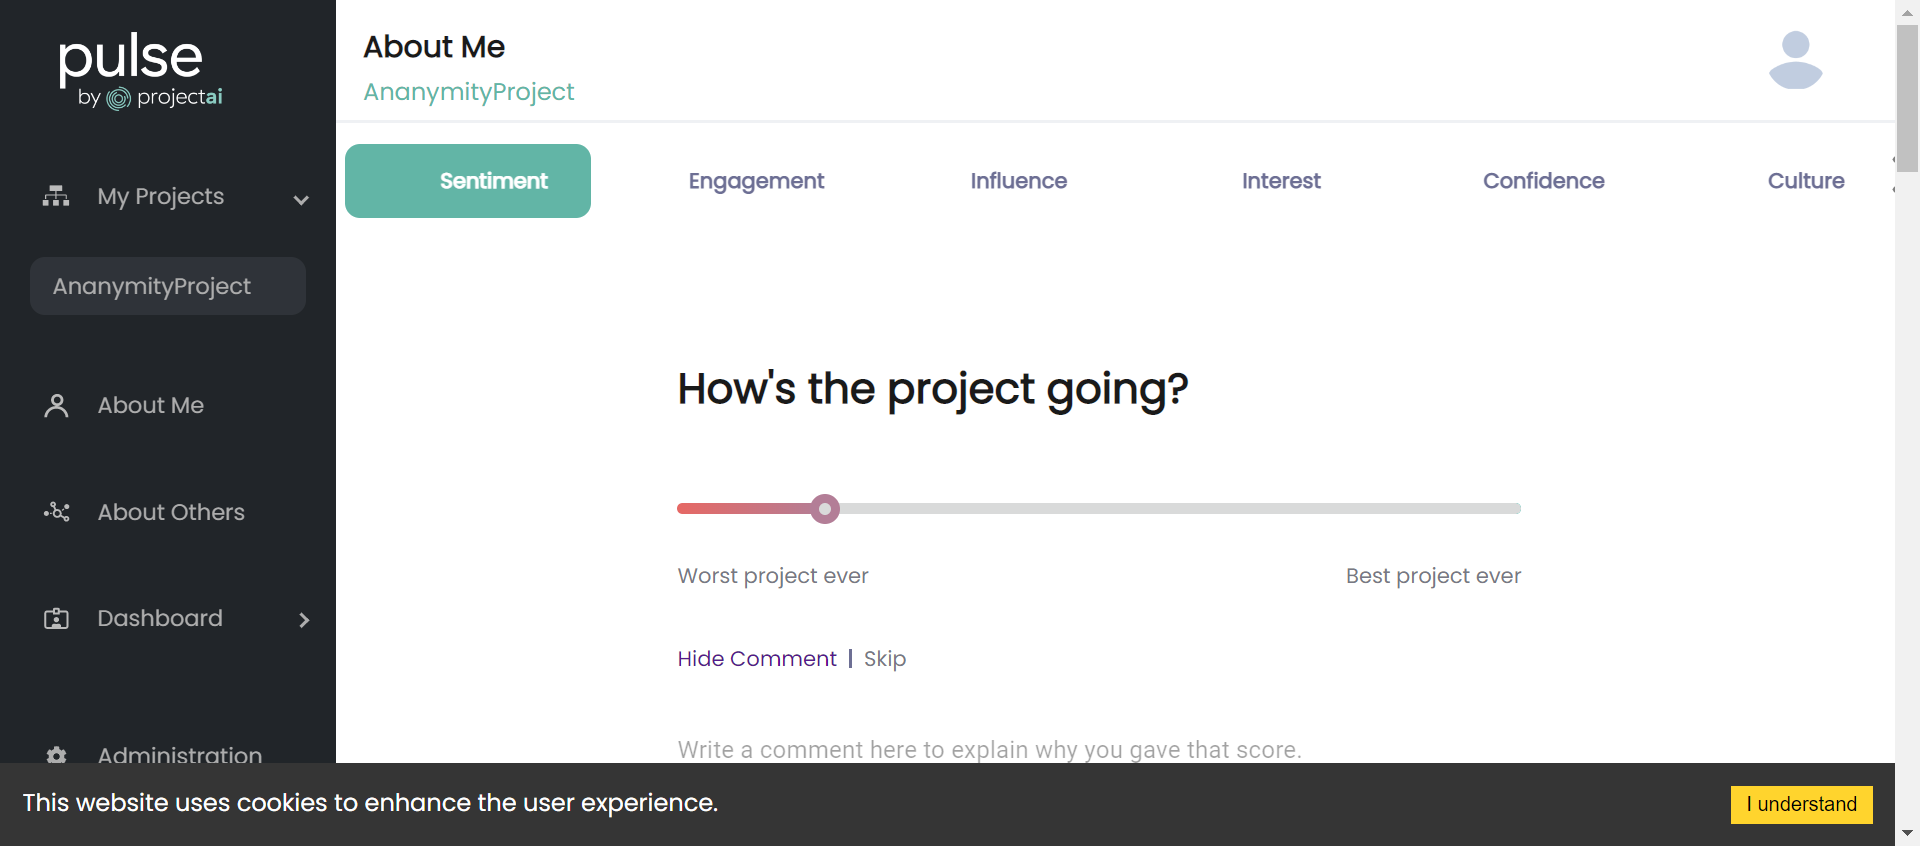 pulse
by projectai
My Projects
AnanymityProject
About Me
About Others
Dashboard
Administration
About Me
AnanymityProject
Sentiment
Engagement
Influence
Interest
Confidence
Culture
How's the project going?
Worst project ever
Best project ever
Hide Comment | Skip
Write a comment here to explain why you gave that score.
This website uses cookies to enhance the user experience.
I understand